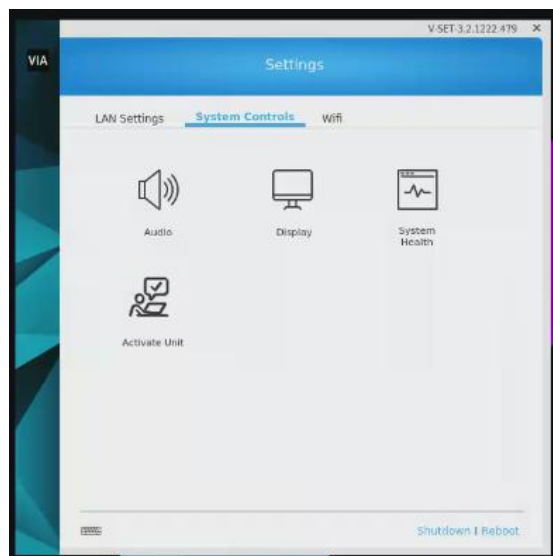 V-SET-3.2.1222.479 ×
VIA
Settings
LAN Settings System Controls Wifi
Audio Display System
Health
Activate Unit
Shutdown I Reboot